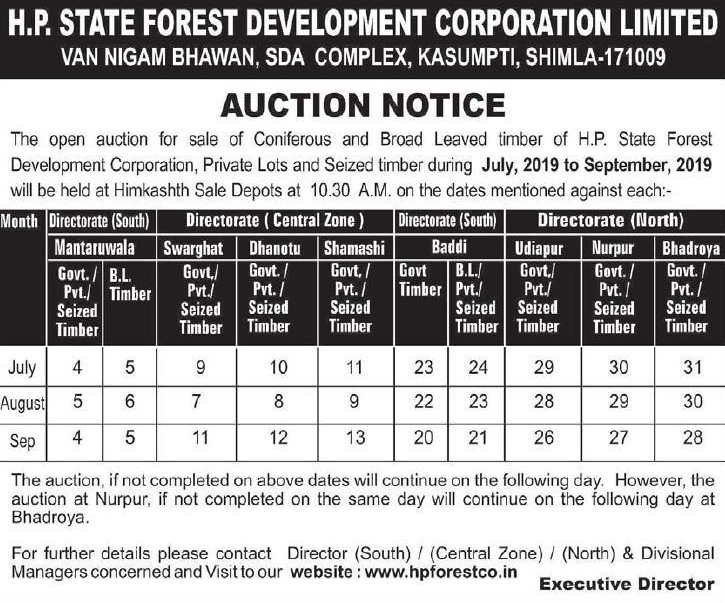 H.P. STATE FOREST DEVELOPMENT CORPORATION LIMITED
VAN NIGAM BHAWAN, SDA COMPLEX, KASUMPTI, SHIMLA-171009
AUCTION NOTICE
The open auction for sale of Coniferous and Broad Leaved timber of H.P. State Forest
Development Corporation, Private Lots and Seized timber during July, 2019 to September, 2019
will be held at Himkashth Sale Depots at 10.30 A.M. on the dates mentioned against each:-
Month Directorate (South) Directorate ( Central Zone ) Directorate (South) Directorate (North)
Mantaruwala Swarghat Dhanotu Shamashi Baddi Udiapur Nurpur Bhadroya
Govt. / B.L. Govt,/ Govt. / Govt, / Govt B.L./ Govt,/ Govt. / Govt. /
Pvt./ Timber Pvt./ Pvt. / Pvt./ Timber Pvt./ Pvt./ Pvt. / Pvt. /
Seized Seized Seized Seized Seized Seized Seized Seized
Timber Timber Timber Timber Timber Timber Timber Timber
July 4 5 9 10 11 23 24 29 30 31
August 5 6 7 8 9 22 23 28 29 30
Sep 4 5 11 12 13 20 21 26 27 28
The auction, if not completed on above dates will continue on the following day. However, the
auction at Nurpur, if not completed on the same day will continue on the following day at
Bhadroya.
For further details please contact Director (South) / (Central Zone) / (North) & Divisional
Managers concerned and Visit to our website : www.hpforestco.in
Executive Director